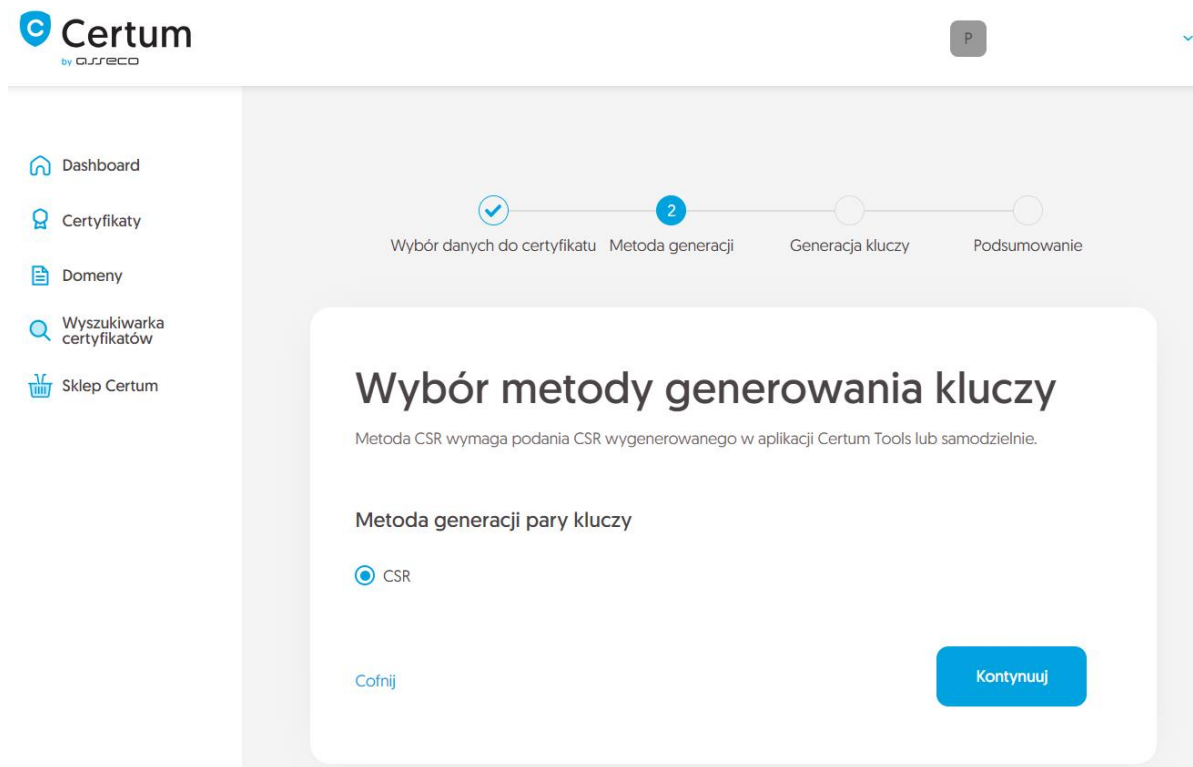 Certum
by asseco
P
Dashboard
Certyfikaty
Domeny
Wyszukiwarka
certyfikatów
Sklep Certum
2
Wybór danych do certyfikatu
Metoda generacji
Generacja kluczy
Podsumowanie
Wybór metody generowania kluczy
Metoda CSR wymaga podania CSR wygenerowanego w aplikacji Certum Tools lub samodzielnie.
Metoda generacji pary kluczy
CSR
Cofnij
Kontynuuj